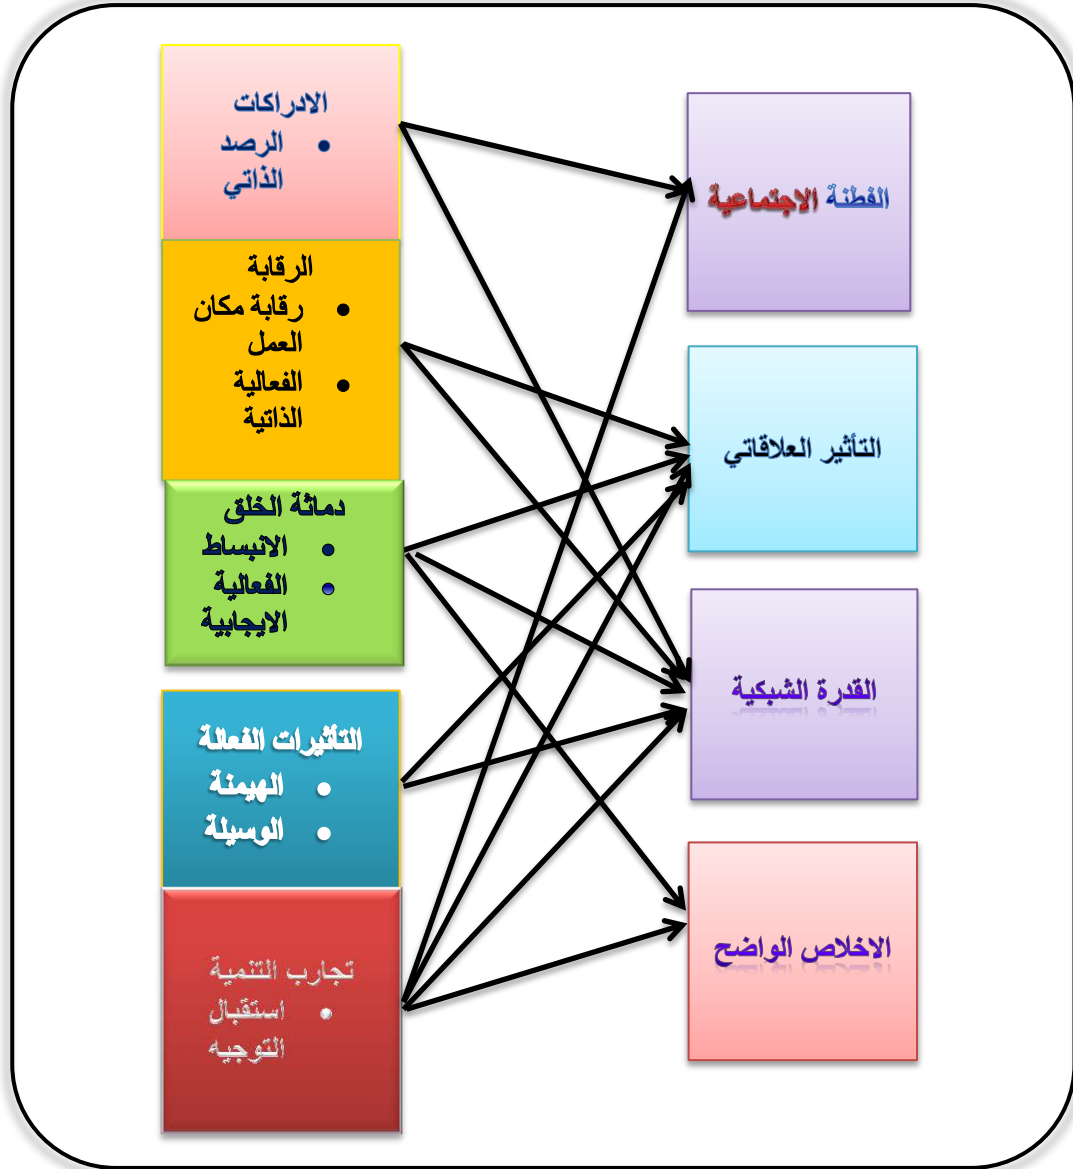 الادراكات
• الرصد
الذاتي
الرقابة
• رقابة مكان
العمل
• الفعالية
الذاتية
دماثة الخلق
• الانبساط
• الفعالية
الايجابية
التأثيرات الفعالة
• الهيمنة
• الوسيلة
تجارب التنمية
• استقبال
التوجيه
الفطنة الاجتماعية
التأثير العلاقاتي
القدرة الشبكية
الاخلاص الواضح